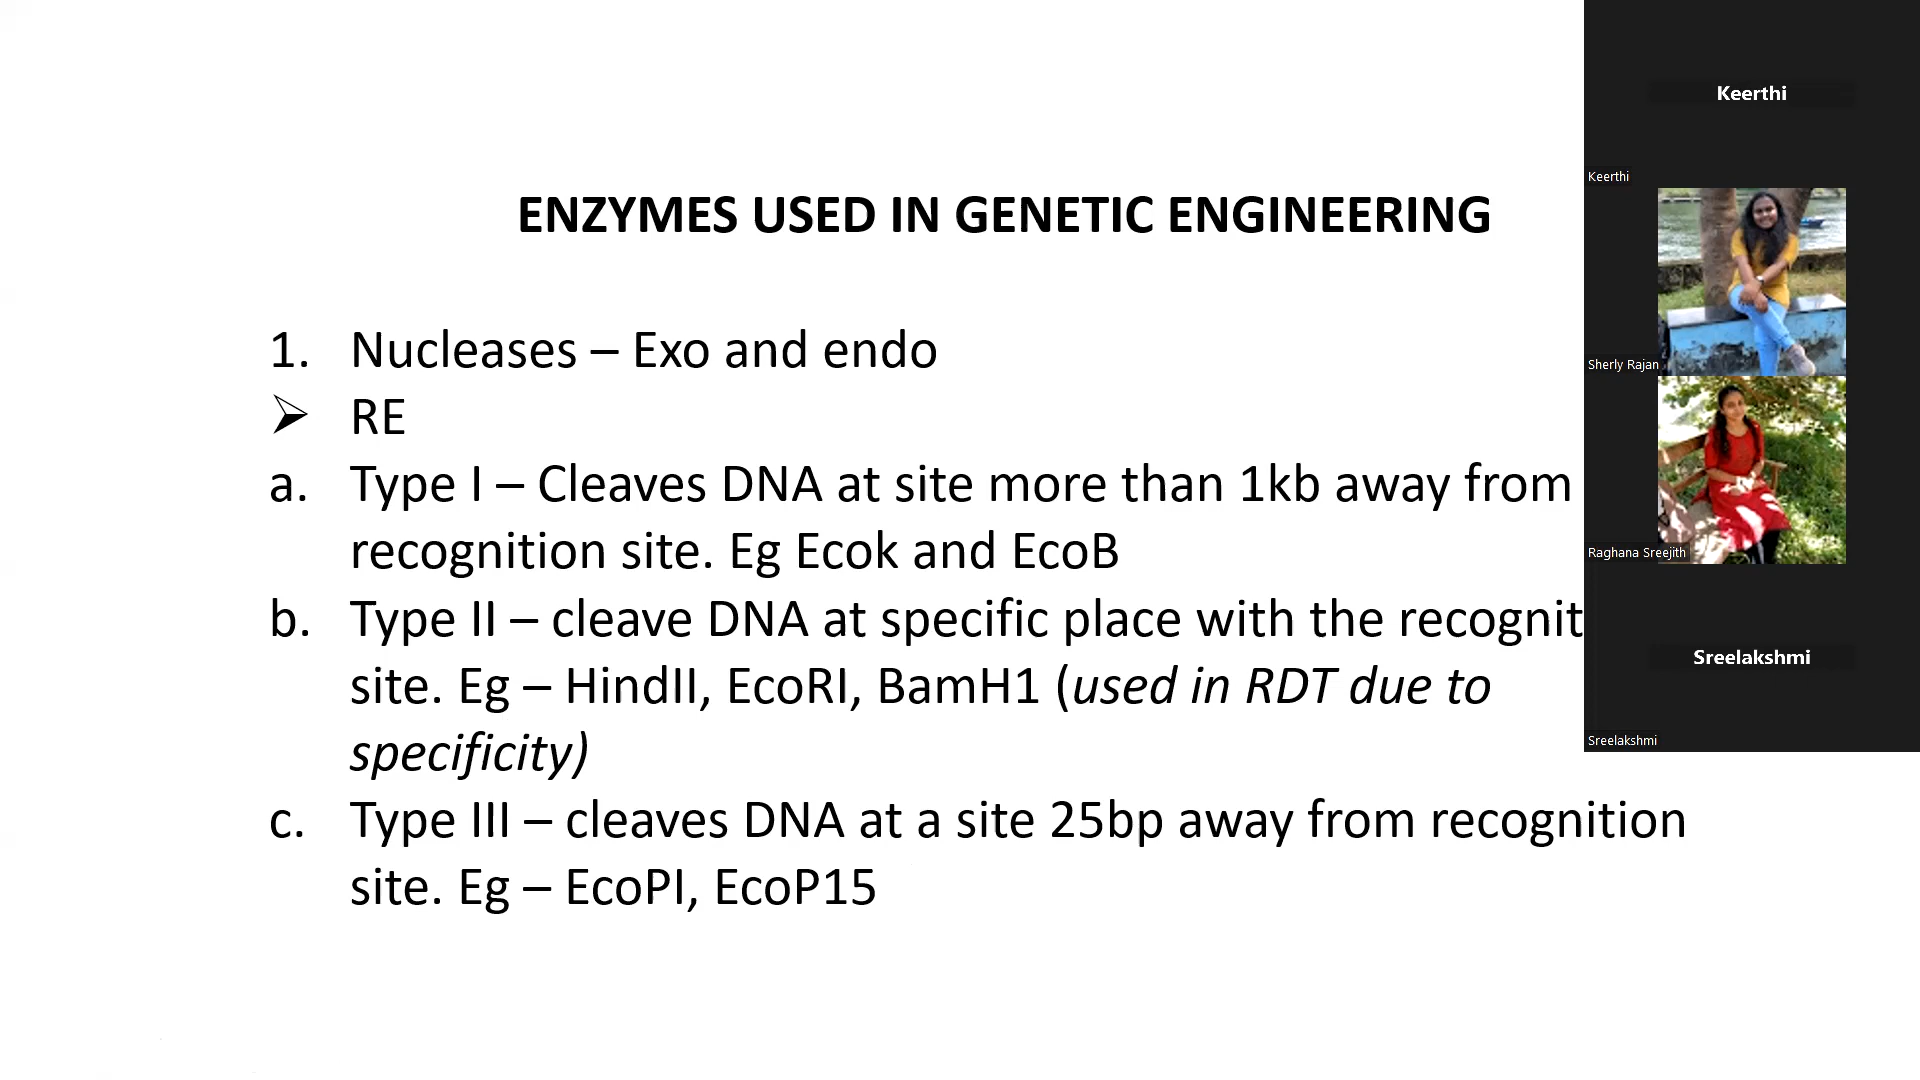 ENZYMES USED IN GENETIC ENGINEERING
1. Nucleases – Exo and endo
➢ RE
a. Type I – Cleaves DNA at site more than 1kb away from
recognition site. Eg Ecok and EcoB
b. Type II – cleave DNA at specific place with the recognit
site. Eg – HindII, EcoRI, BamH1 (used in RDT due to
specificity)
c. Type III – cleaves DNA at a site 25bp away from recognition
site. Eg – EcoPI, EcoP15
Keerthi
Keerthi
Sherly Rajan
Raghana Sreejith
Sreelakshmi
Sreelakshmi